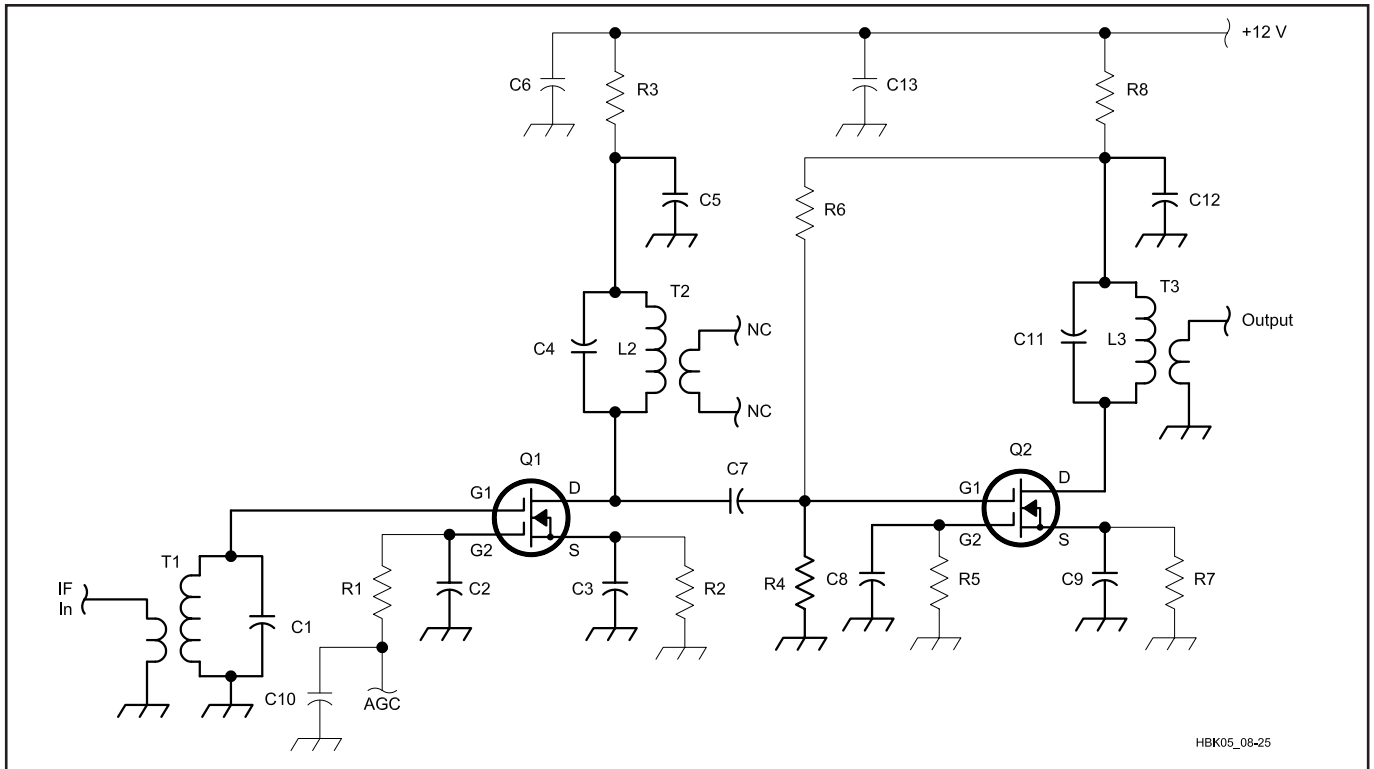 +12 V
C6
R3
C13
R8
C5
R6
C12
T2
T3
C4
L2
NC
C11
L3
Output
NC
Q1
C7
Q2
G1
D
G1
D
G2
S
G2
S
T1
IF
In
R1
C2
C3
R2
R4
C8
R5
C9
R7
C1
C10
AGC
HBK05_08-25